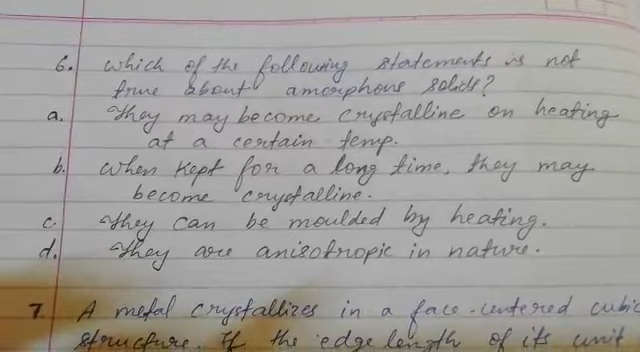 6. which of the following statements is not
true about amorphous solids?
a. They may become crystalline on heating
at a certain temp.
b. when kept for a long time, they may
become crystalline.
c. They can be moulded by heating.
d. They are anisotropic in nature.
7. A metal crystallizes in a face-centered cubic
structure. If the edge length of its unit